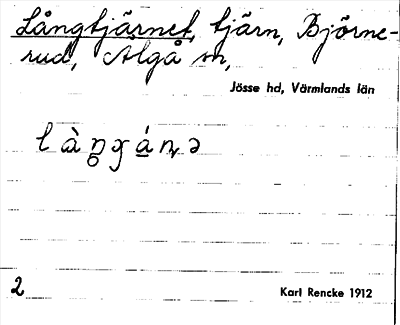 Långtjärnet, tjärn, Björne-
rud, Älgå sn,
Jösse hd, Värmlands län
2
Karl Rencke 1912